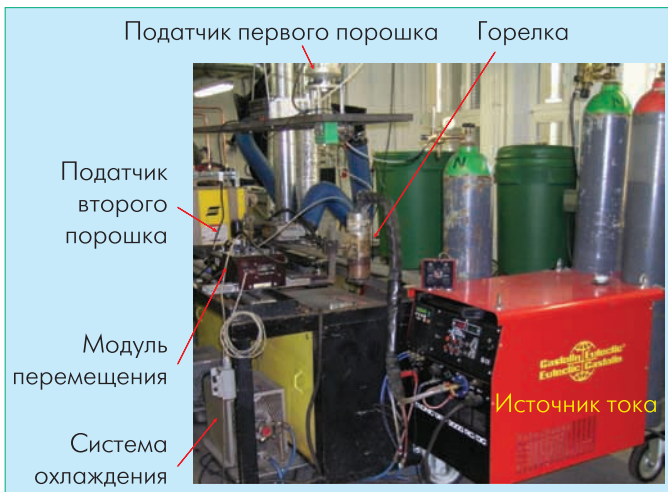 Податчик первого порошка
Горелка
Податчик
второго
порошка
Модуль
перемещения
Система
охлаждения
N
Castolin Eutectic
Eutectic Castolin
Источник тока